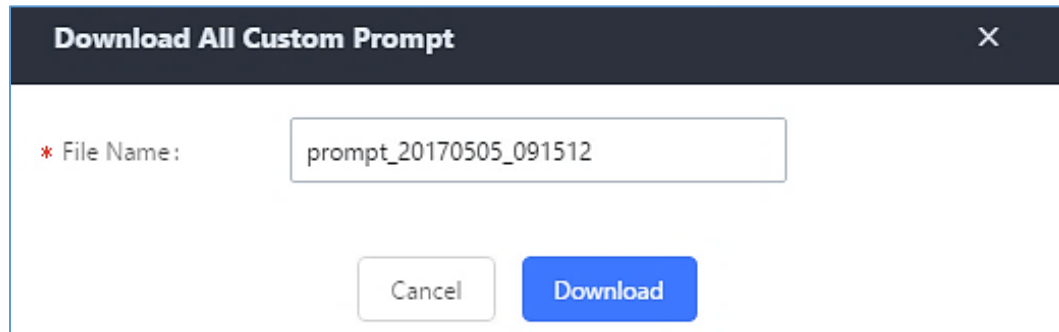 Download All Custom Prompt ×
* File Name: prompt_20170505_091512
Cancel Download